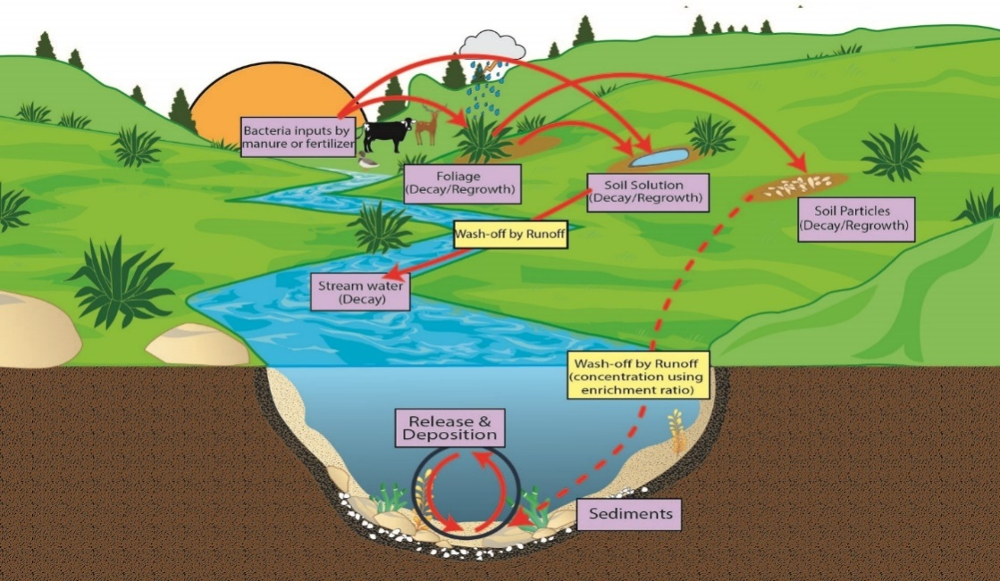 Bacteria inputs by
manure or fertilizer
Foliage
(Decay/Regrowth)
Soil Solution
(Decay/Regrowth)
Soil Particles
(Decay/Regrowth)
Wash-off by Runoff
Stream water
(Decay)
Wash-off by Runoff
(concentration using
enrichment ratio)
Release &
Deposition
Sediments